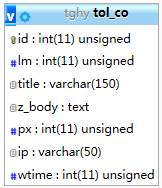 v tghy tol_co
id : int(11) unsigned
lm : int(11) unsigned
title : varchar(150)
z_body : text
px : int(11) unsigned
ip : varchar(50)
wtime : int(11) unsigned